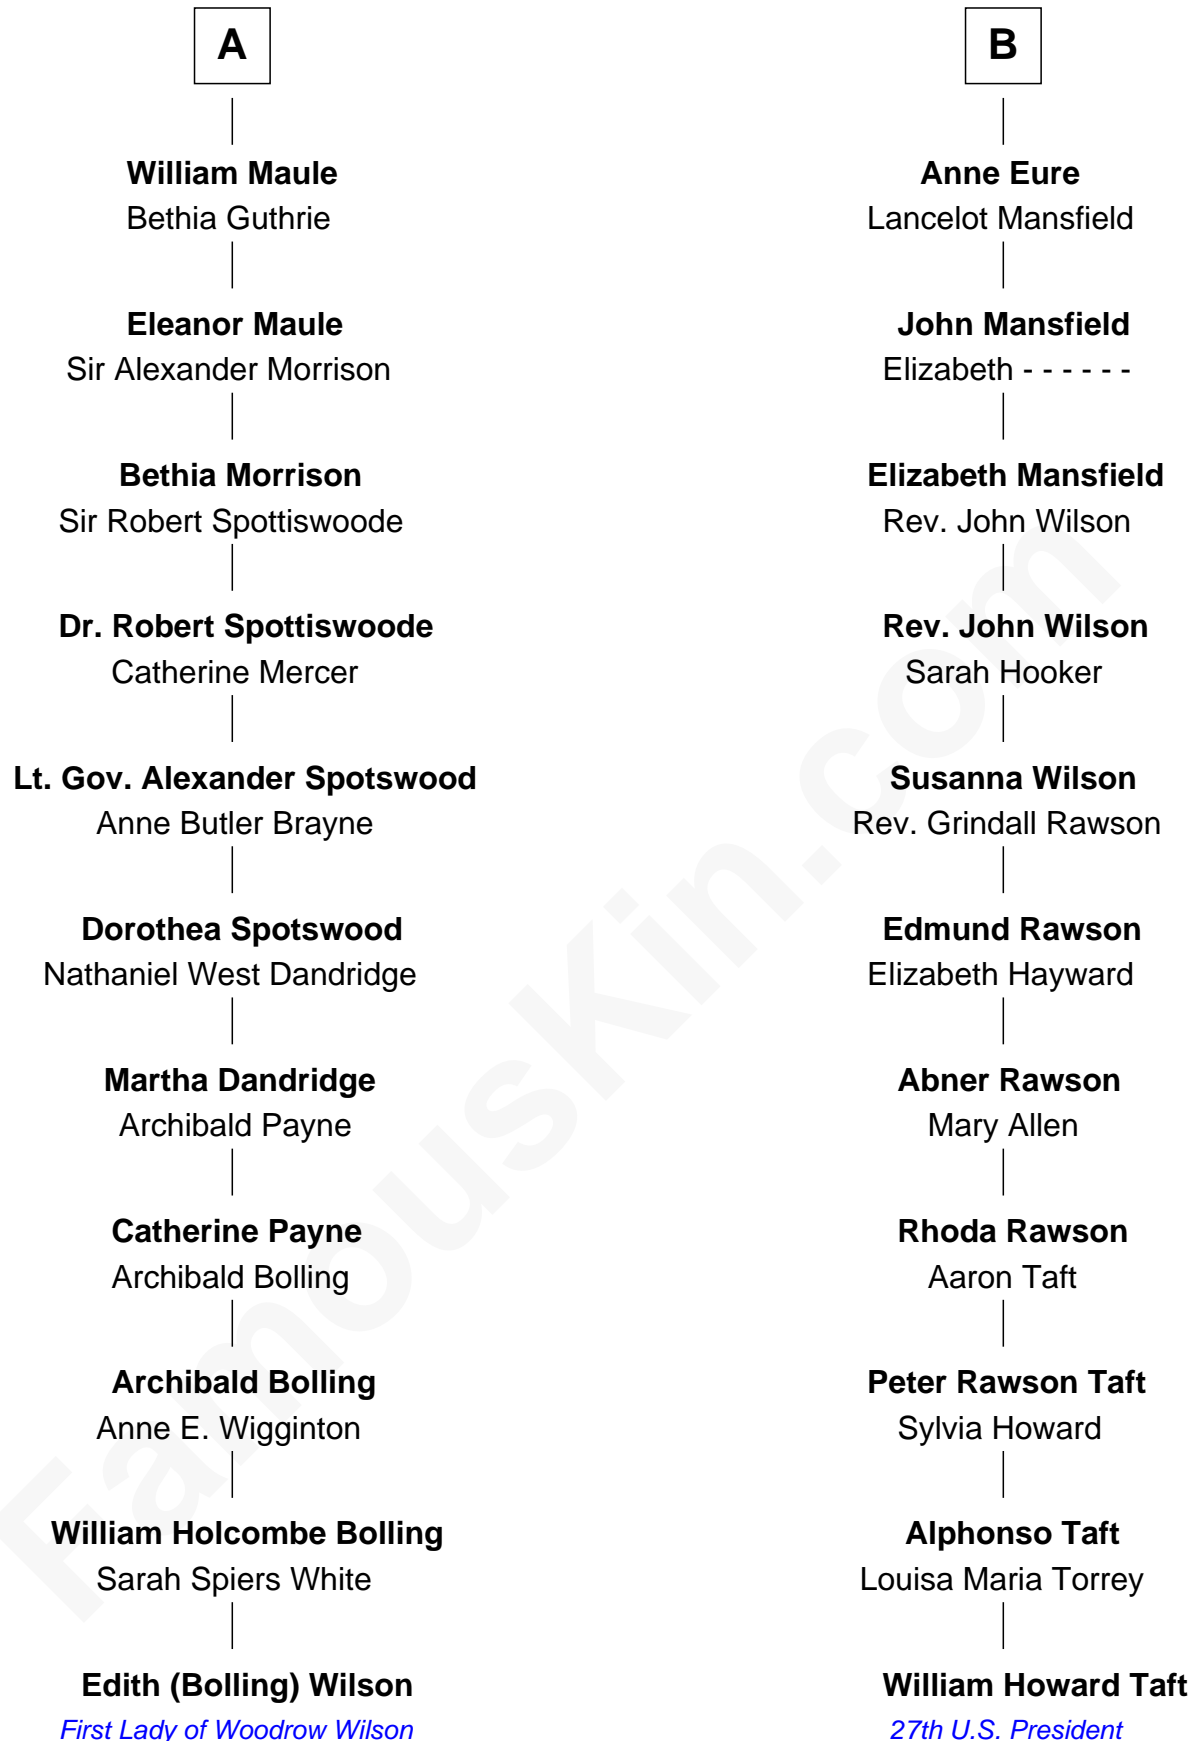 A
William Maule
Bethia Guthrie
Eleanor Maule
Sir Alexander Morrison
Bethia Morrison
Sir Robert Spottiswoode
Dr. Robert Spottiswoode
Catherine Mercer
Lt. Gov. Alexander Spotswood
Anne Butler Brayne
Dorothea Spotswood
Nathaniel West Dandridge
Martha Dandridge
Archibald Payne
Catherine Payne
Archibald Bolling
Archibald Bolling
Anne E. Wigginton
William Holcombe Bolling
Sarah Spiers White
Edith (Bolling) Wilson
First Lady of Woodrow Wilson
B
Anne Eure
Lancelot Mansfield
John Mansfield
Elizabeth - - - - - -
Elizabeth Mansfield
Rev. John Wilson
Rev. John Wilson
Sarah Hooker
Susanna Wilson
Rev. Grindall Rawson
Edmund Rawson
Elizabeth Hayward
Abner Rawson
Mary Allen
Rhoda Rawson
Aaron Taft
Peter Rawson Taft
Sylvia Howard
Alphonso Taft
Louisa Maria Torrey
William Howard Taft
27th U.S. President
FamousKin.com